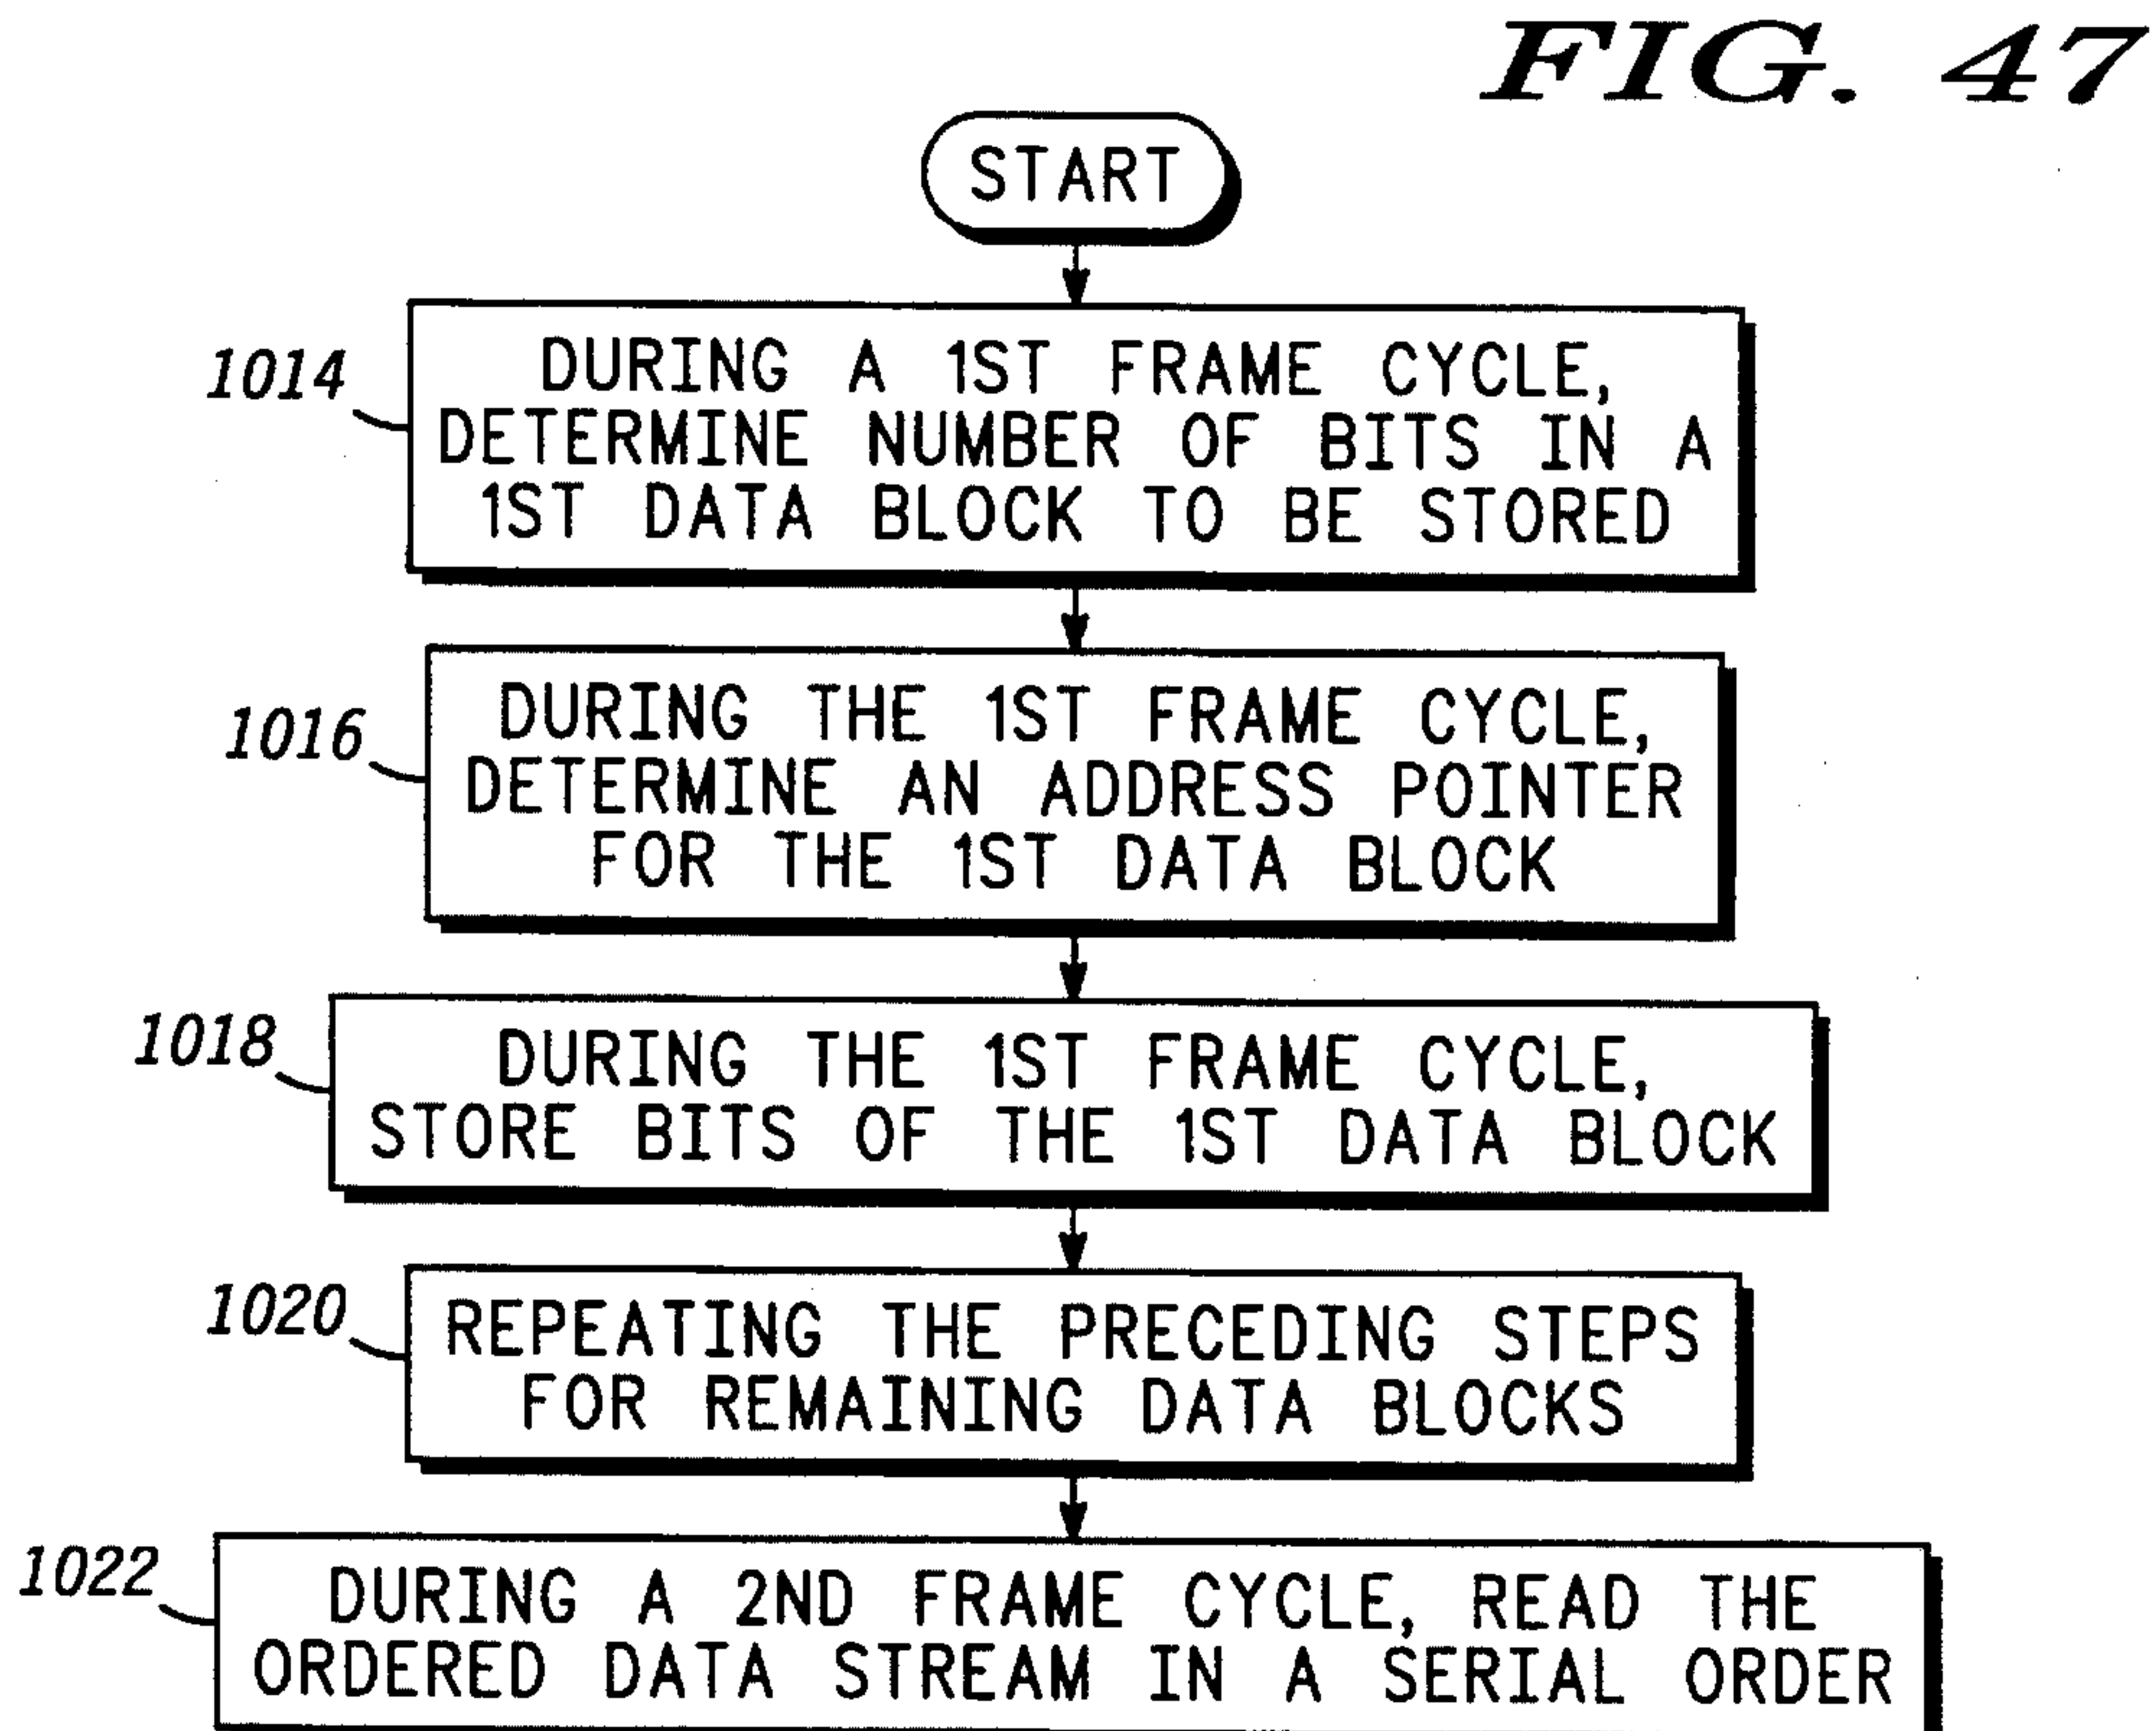 FIG. 47
START
1014
DURING A 1ST FRAME CYCLE,
DETERMINE NUMBER OF BITS IN A
1ST DATA BLOCK TO BE STORED
1016
DURING THE 1ST FRAME CYCLE,
DETERMINE AN ADDRESS POINTER
FOR THE 1ST DATA BLOCK
1018
DURING THE 1ST FRAME CYCLE,
STORE BITS OF THE 1ST DATA BLOCK
1020
REPEATING THE PRECEDING STEPS
FOR REMAINING DATA BLOCKS
1022
DURING A 2ND FRAME CYCLE, READ THE
ORDERED DATA STREAM IN A SERIAL ORDER